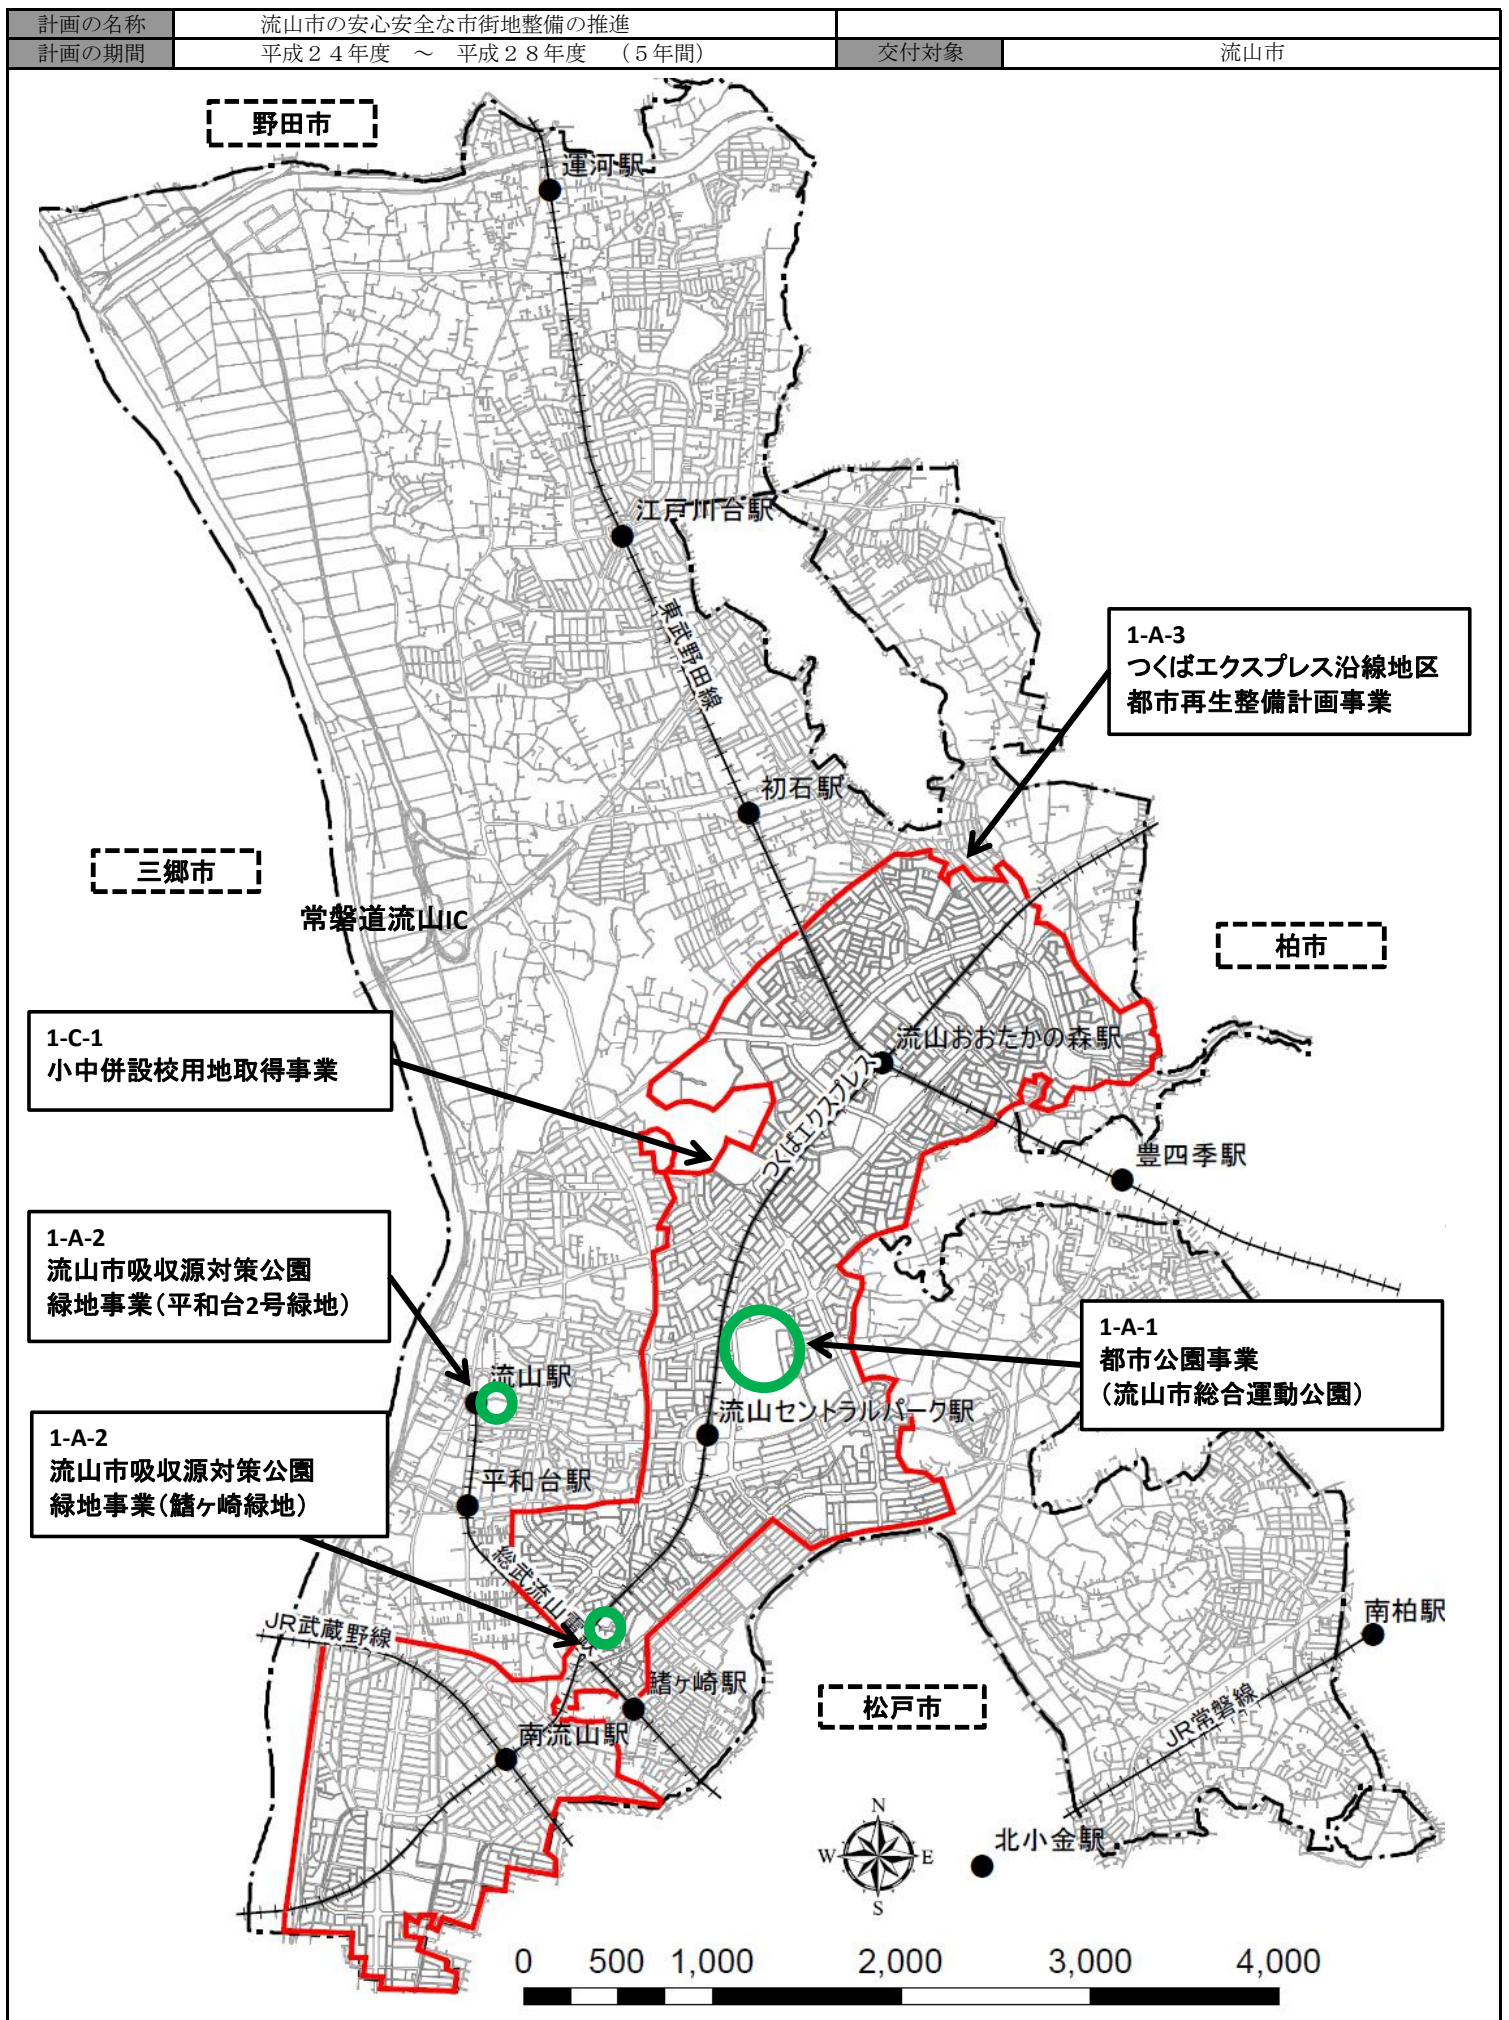 計画の名称 流山市の安心安全な市街地整備の推進
計画の期間 平成２４年度 ～ 平成２８年度 （５年間） 交付対象 流山市
野田市
運河駅
江戸川台駅
東武野田線
1-A-3
つくばエクスプレス沿線地区
都市再生整備計画事業
初石駅
三郷市
常磐道流山IC
柏市
1-C-1
小中併設校用地取得事業
流山おおたかの森駅
つくばエクスプレス
豊四季駅
1-A-2
流山市吸収源対策公園
緑地事業(平和台2号緑地)
1-A-1
都市公園事業
(流山市総合運動公園)
流山駅
流山セントラルパーク駅
1-A-2
流山市吸収源対策公園
緑地事業(鰭ヶ崎緑地)
平和台駅
総武流山電鉄
JR武蔵野線
南柏駅
鰭ヶ崎駅
松戸市
JR常磐線
南流山駅
北小金駅
N
W E
S
0 500 1,000 2,000 3,000 4,000